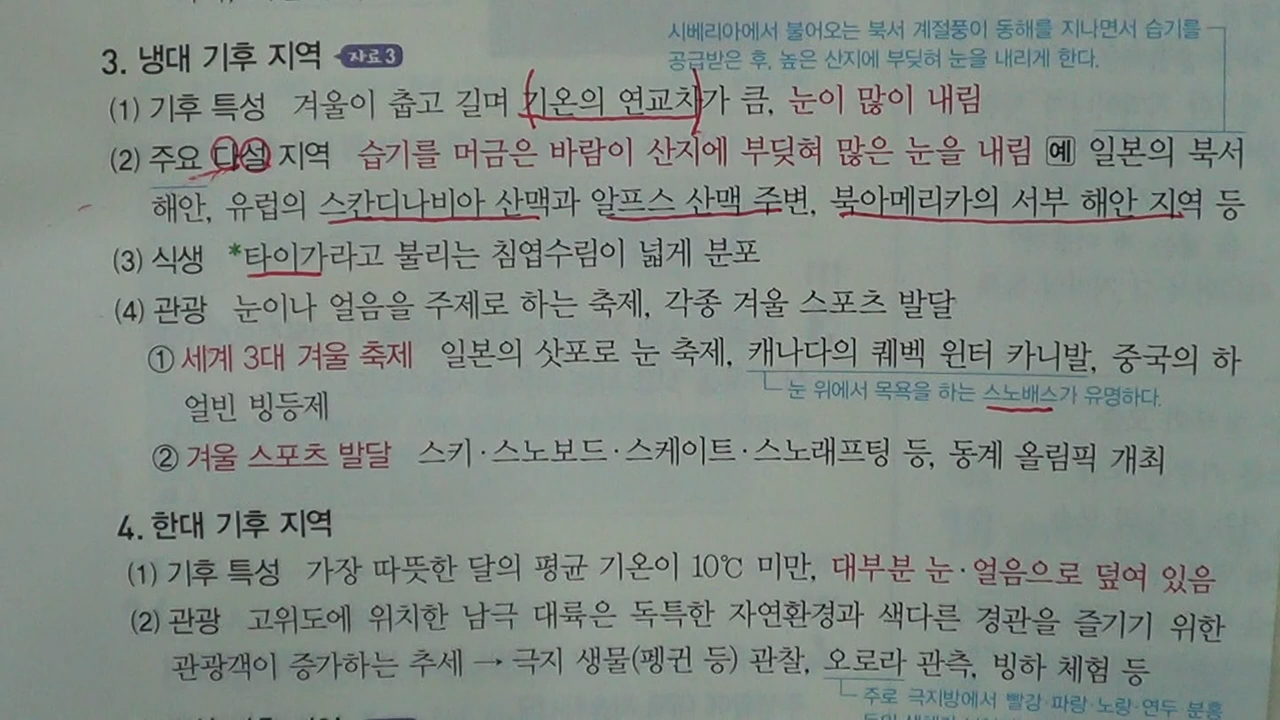 시베리아에서 불어오는 북서 계절풍이 동해를 지나면서 습기를
공급받은 후, 높은 산지에 부딪혀 눈을 내리게 한다.
3. 냉대 기후 지역 자료3
(1) 기후 특성 겨울이 춥고 길며 기온의 연교차가 큼, 눈이 많이 내림
(2) 주요 다설 지역 습기를 머금은 바람이 산지에 부딪혀 많은 눈을 내림 예 일본의 북서
해안, 유럽의 스칸디나비아 산맥과 알프스 산맥 주변, 북아메리카의 서부 해안 지역 등
(3) 식생 *타이가라고 불리는 침엽수림이 넓게 분포
(4) 관광 눈이나 얼음을 주제로 하는 축제, 각종 겨울 스포츠 발달
① 세계 3대 겨울 축제 일본의 삿포로 눈 축제, 캐나다의 퀘벡 윈터 카니발, 중국의 하
눈 위에서 목욕을 하는 스노배스가 유명하다.
얼빈 빙등제
② 겨울 스포츠 발달 스키·스노보드·스케이트·스노래프팅 등, 동계 올림픽 개최
4. 한대 기후 지역
(1) 기후 특성 가장 따뜻한 달의 평균 기온이 10℃ 미만, 대부분 눈·얼음으로 덮여 있음
(2) 관광 고위도에 위치한 남극 대륙은 독특한 자연환경과 색다른 경관을 즐기기 위한
관광객이 증가하는 추세 → 극지 생물(펭귄 등) 관찰, 오로라 관측, 빙하 체험 등
주로 극지방에서 빨강·파랑·노랑·연두·분홍